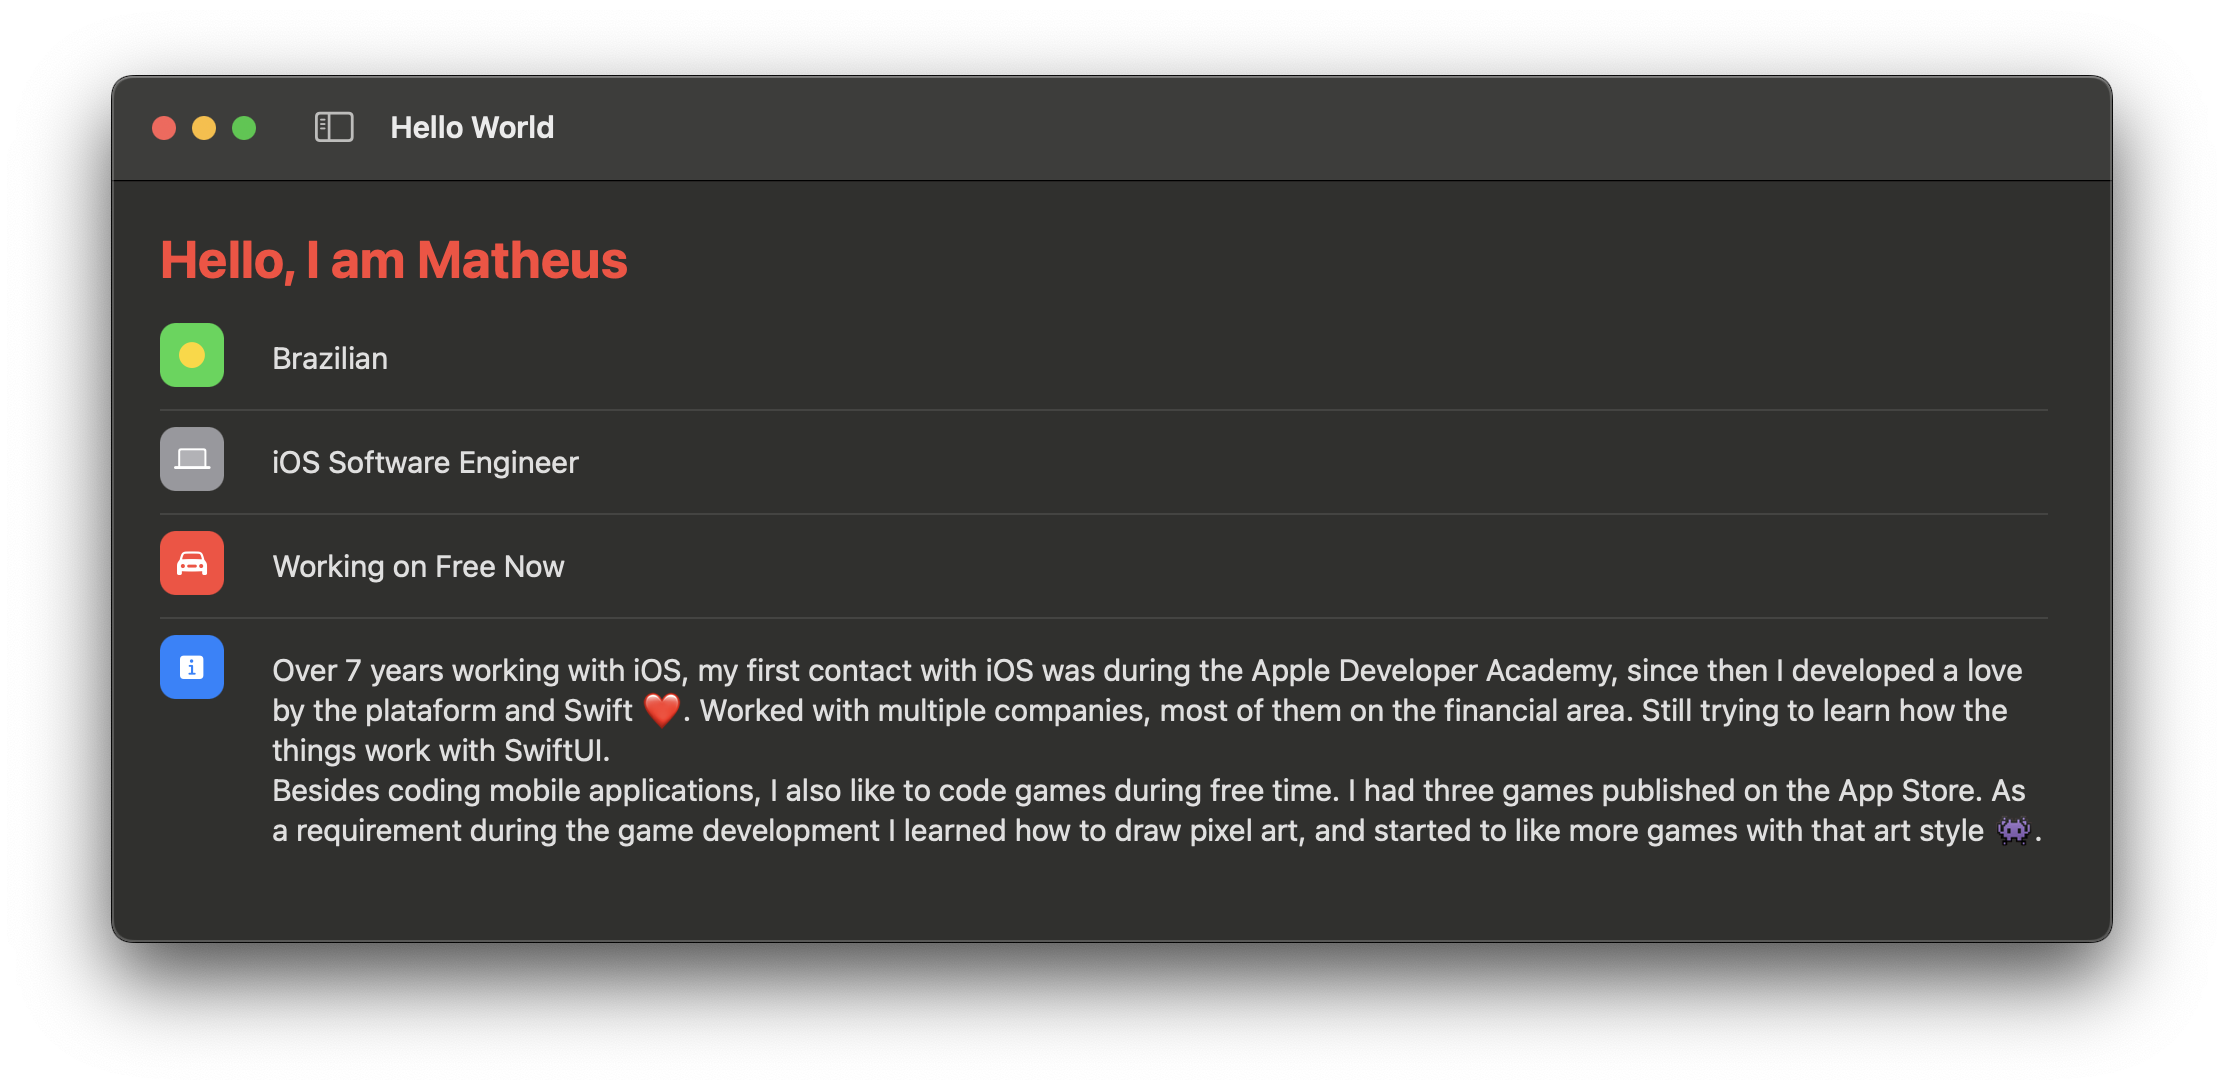 Hello World
Hello, I am Matheus
Brazilian
iOS Software Engineer
Working on Free Now
Over 7 years working with iOS, my first contact with iOS was during the Apple Developer Academy, since then I developed a love
by the plataform and Swift ❤️. Worked with multiple companies, most of them on the financial area. Still trying to learn how the
things work with SwiftUI.
Besides coding mobile applications, I also like to code games during free time. I had three games published on the App Store. As
a requirement during the game development I learned how to draw pixel art, and started to like more games with that art style 👾.